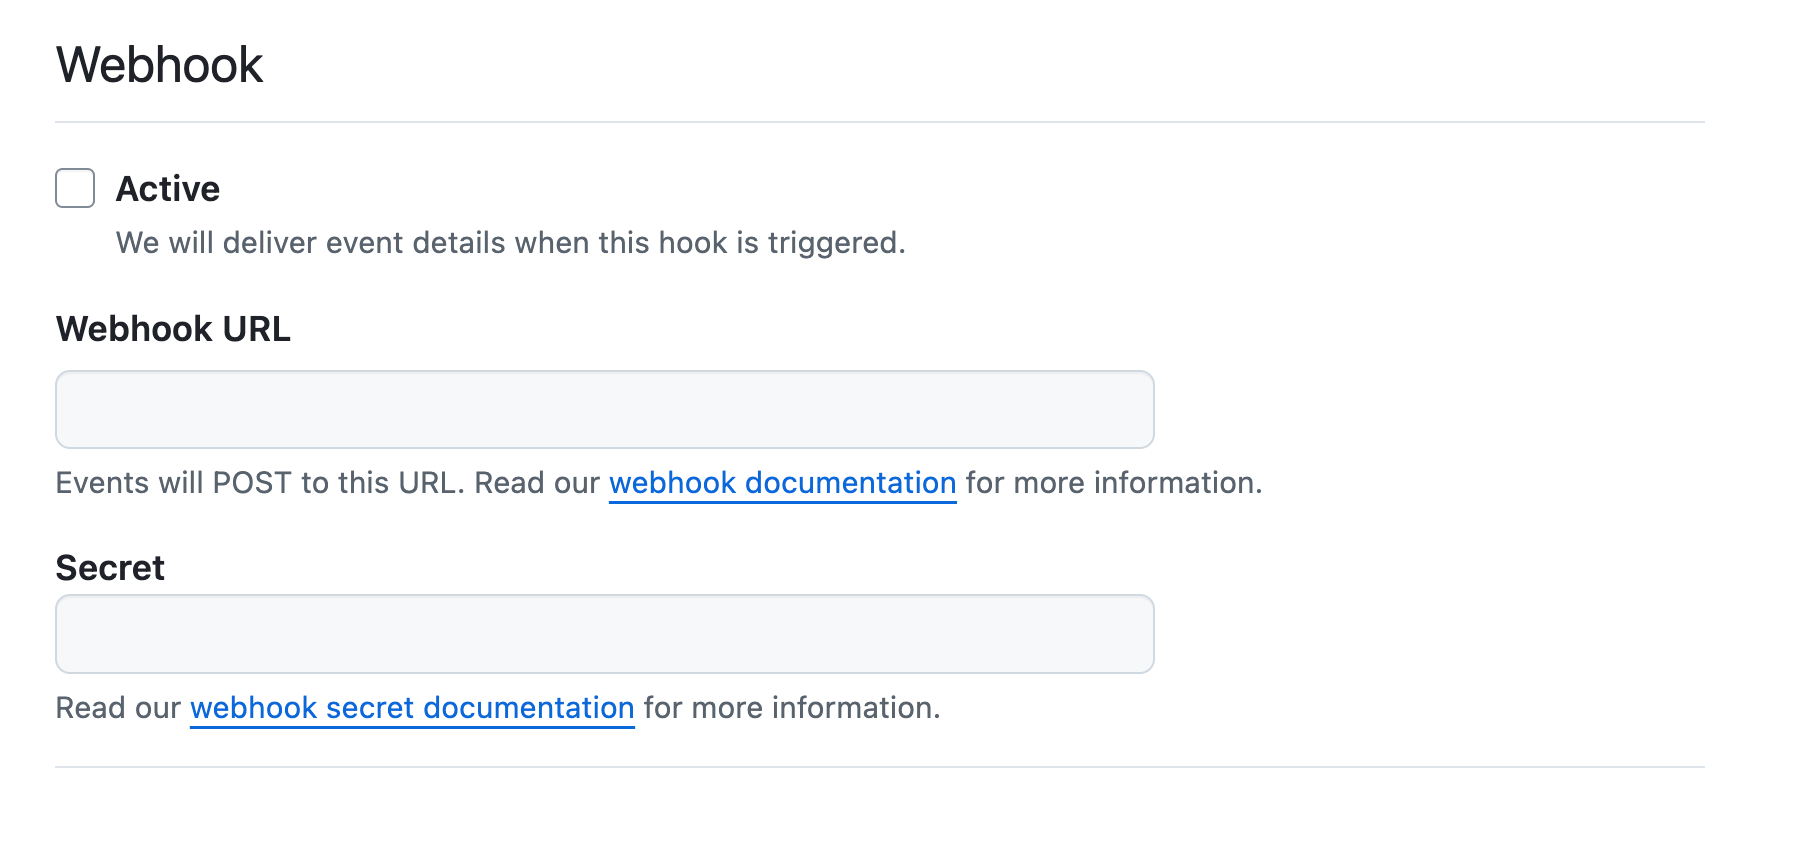 Webhook
Active
We will deliver event details when this hook is triggered.
Webhook URL
Events will POST to this URL. Read our webhook documentation for more information.
Secret
Read our webhook secret documentation for more information.